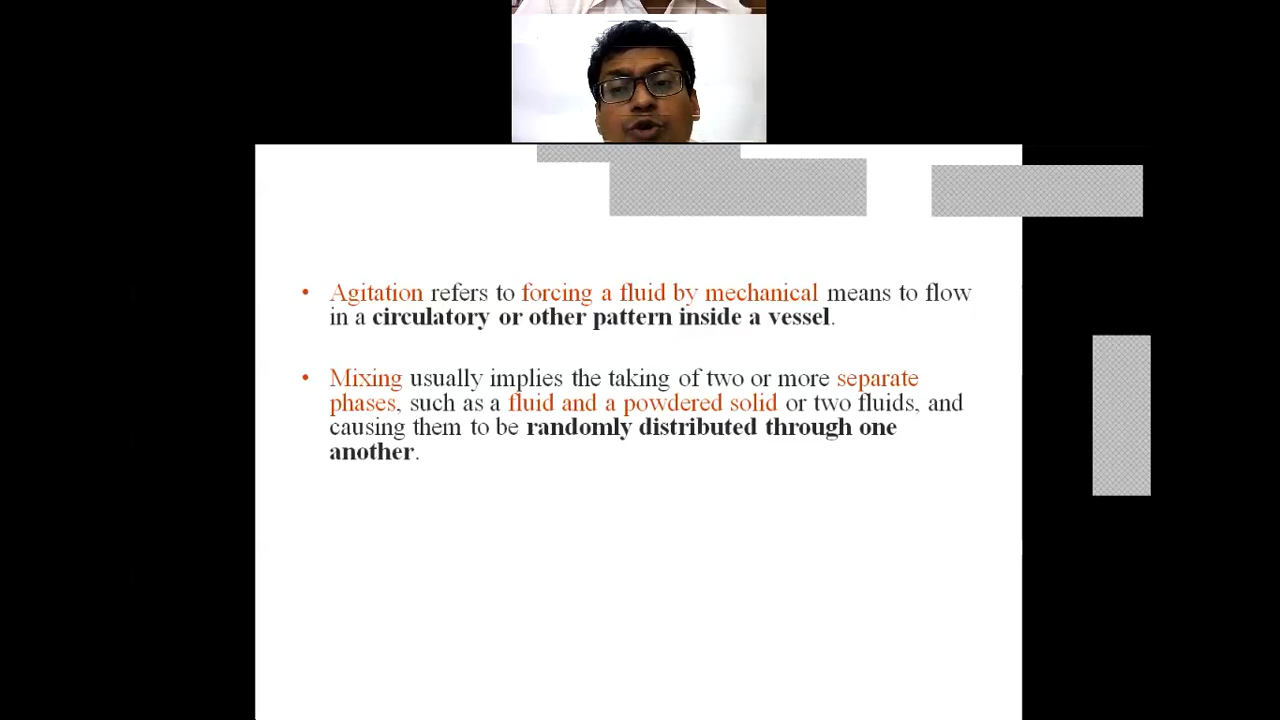 • Agitation refers to forcing a fluid by mechanical means to flow
in a circulatory or other pattern inside a vessel.
• Mixing usually implies the taking of two or more separate
phases, such as a fluid and a powdered solid or two fluids, and
causing them to be randomly distributed through one
another.